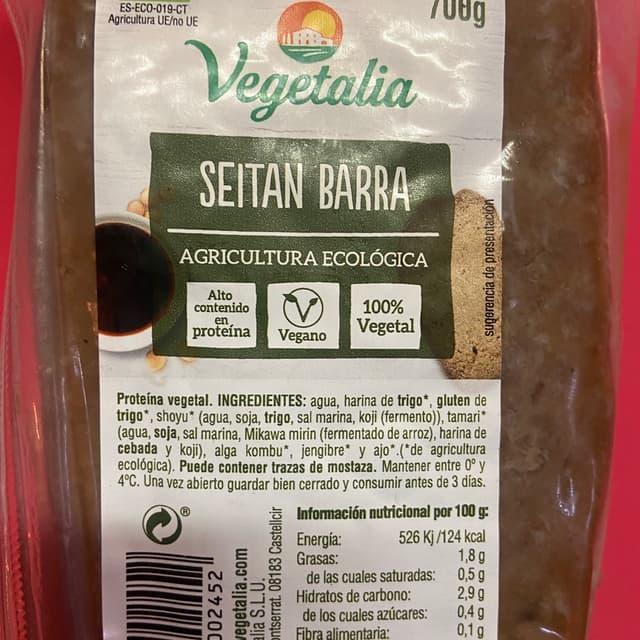 ES-ECO-019-CT
Agricultura UE/no UE
700g
Vegetalia
SEITAN BARRA
AGRICULTURA ECOLÓGICA
Alto
contenido
en
proteína
Vegano
100%
Vegetal
sugerencia de presentación
Proteína vegetal. INGREDIENTES: agua, harina de trigo*, gluten de
trigo*, shoyu* (agua, soja, trigo, sal marina, koji (fermento)), tamari*
(agua, soja, sal marina, Mikawa mirin (fermentado de arroz), harina de
cebada y koji), alga kombu*, jengibre* y ajo*.(*de agricultura
ecológica). Puede contener trazas de mostaza. Mantener entre 0º y
4ºC. Una vez abierto guardar bien cerrado y consumir antes de 3 días.
®
002452
vegetalia.com
alia S.L.U.
ontserrat. 08183 Castellcir
Información nutricional por 100 g:
Energía: 526 Kj /124 kcal
Grasas: 1,8 g
de las cuales saturadas: 0,5 g
Hidratos de carbono: 2,9 g
de los cuales azúcares: 0,4 g
Fibra alimentaria: 0,1 g